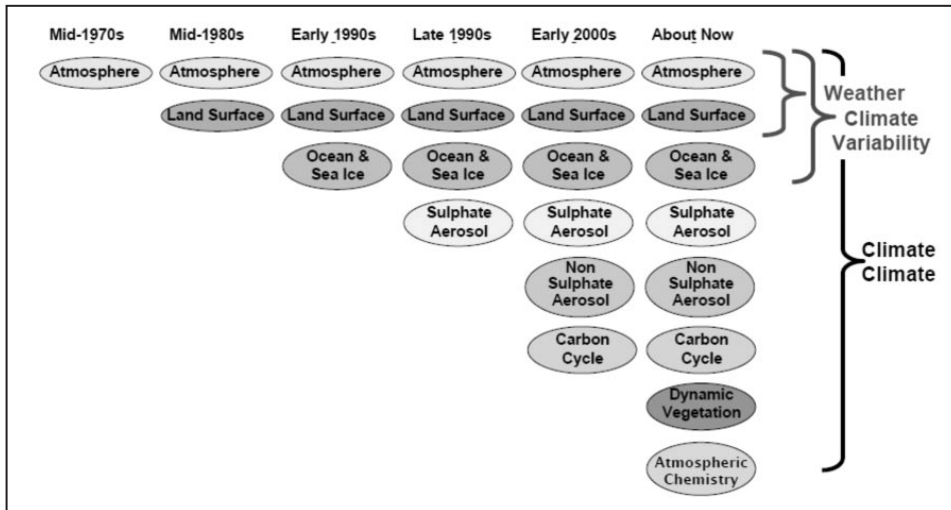 Mid-1970s Mid-1980s Early 1990s Late 1990s Early 2000s About Now
Atmosphere Atmosphere Atmosphere Atmosphere Atmosphere Atmosphere
Land Surface Land Surface Land Surface Land Surface Land Surface
Ocean & Ocean & Ocean & Ocean &
Sea Ice Sea Ice Sea Ice Sea Ice
Sulphate Sulphate Sulphate
Aerosol Aerosol Aerosol
Non Non
Sulphate Sulphate
Aerosol Aerosol
Carbon Carbon
Cycle Cycle
Dynamic
Vegetation
Atmospheric
Chemistry
Weather
Climate
Variability
Climate
Climate